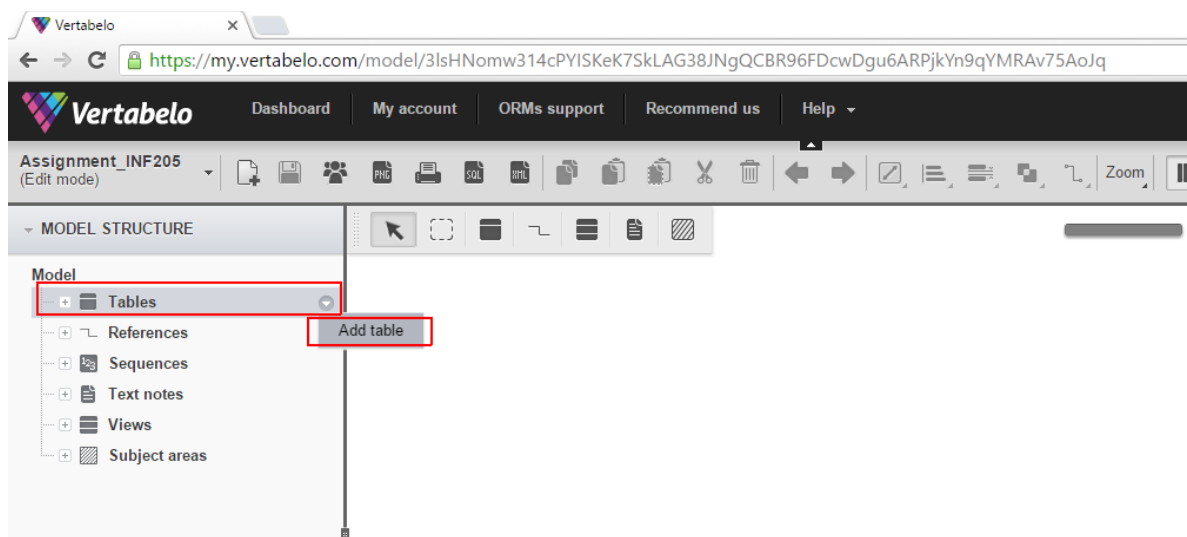 Vertabelo
https://my.vertabelo.com/model/3lsHNomw314cPYISKeK7SkLAG38JNgQCBR96FDcwDgu6ARPjkYn9qYMRAv75AoJq
Vertabelo Dashboard My account ORMs support Recommend us Help
Assignment_INF205
(Edit mode)
PNG SQL XML Zoom
MODEL STRUCTURE
Model
Tables
References Add table
123 Sequences
Text notes
Views
Subject areas